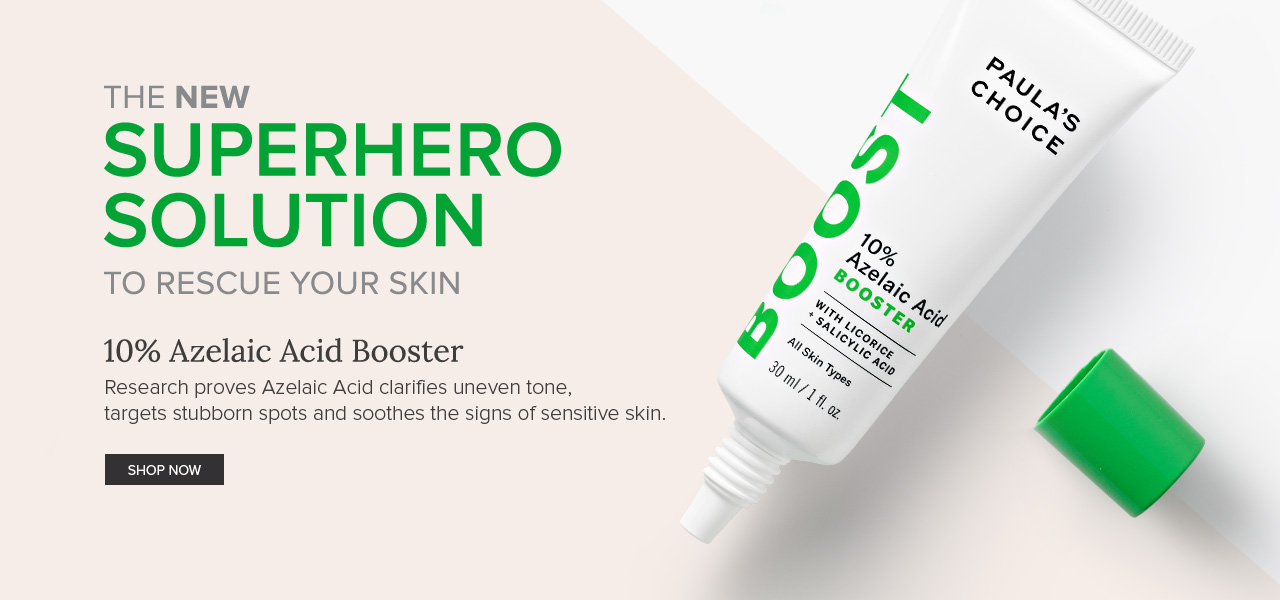 THE NEW
SUPERHERO
SOLUTION
TO RESCUE YOUR SKIN
10% Azelaic Acid Booster
Research proves Azelaic Acid clarifies uneven tone,
targets stubborn spots and soothes the signs of sensitive skin.
SHOP NOW
PAULA'S
CHOICE
BOOST
10%
Azelaic Acid
BOOSTER
WITH LICORICE
+ SALICYLIC ACID
All Skin Types
30 ml / 1 fl. oz.